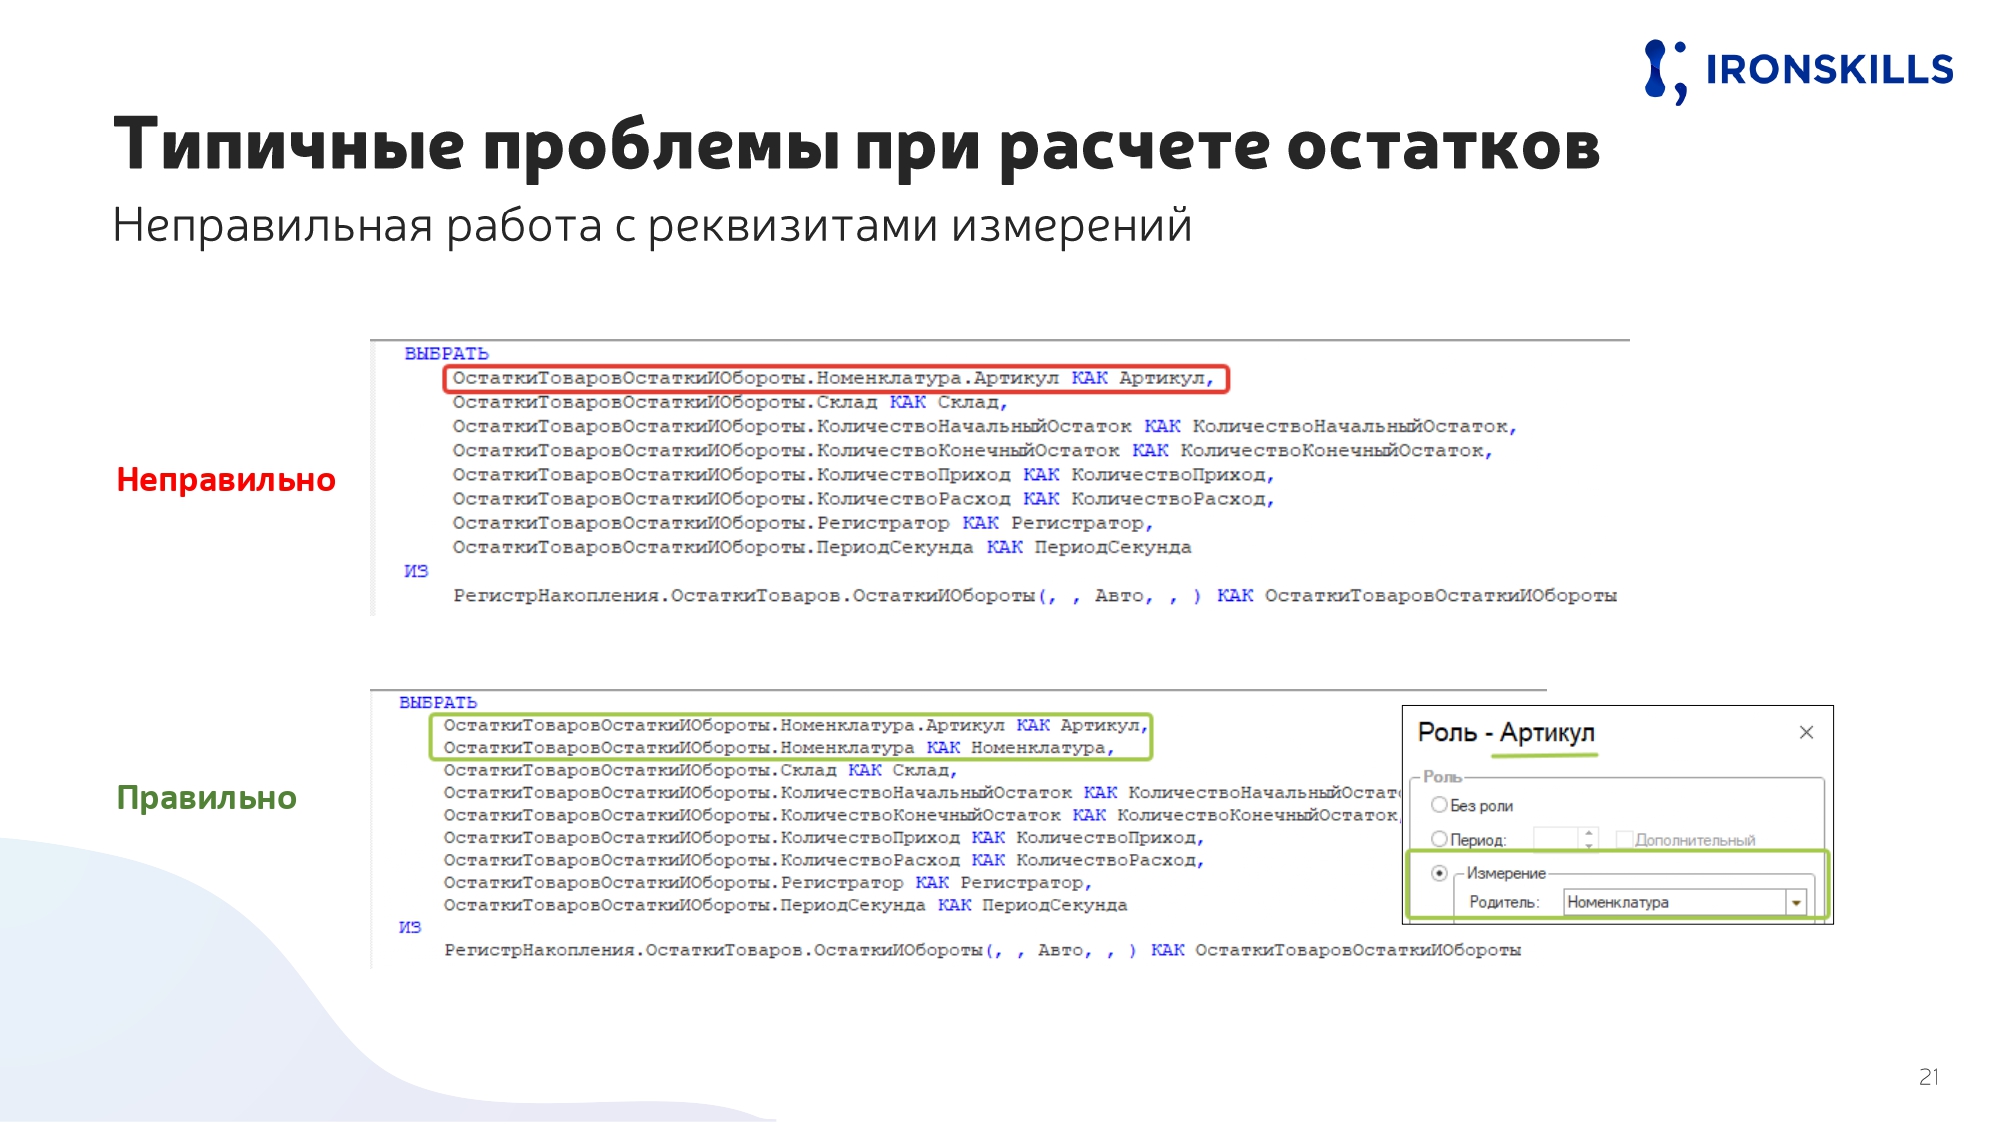 IRONSKILLS
Типичные проблемы при расчете остатков
Неправильная работа с реквизитами измерений
Неправильно
ВЫБРАТЬ
ОстаткиТоваровОстаткиИОбороты.Номенклатура.Артикул КАК Артикул,
ОстаткиТоваровОстаткиИОбороты.Склад КАК Склад,
ОстаткиТоваровОстаткиИОбороты.КоличествоНачальныйОстаток КАК КоличествоНачальныйОстаток,
ОстаткиТоваровОстаткиИОбороты.КоличествоКонечныйОстаток КАК КоличествоКонечныйОстаток,
ОстаткиТоваровОстаткиИОбороты.КоличествоПриход КАК КоличествоПриход,
ОстаткиТоваровОстаткиИОбороты.КоличествоРасход КАК КоличествоРасход,
ОстаткиТоваровОстаткиИОбороты.Регистратор КАК Регистратор,
ОстаткиТоваровОстаткиИОбороты.ПериодСекунда КАК ПериодСекунда
ИЗ
РегистрНакопления.ОстаткиТоваров.ОстаткиИОбороты(, , Авто, , ) КАК ОстаткиТоваровОстаткиИОбороты
Правильно
ВЫБРАТЬ
ОстаткиТоваровОстаткиИОбороты.Номенклатура.Артикул КАК Артикул,
ОстаткиТоваровОстаткиИОбороты.Номенклатура КАК Номенклатура,
ОстаткиТоваровОстаткиИОбороты.Склад КАК Склад,
ОстаткиТоваровОстаткиИОбороты.КоличествоНачальныйОстаток КАК КоличествоНачальныйОстат
ОстаткиТоваровОстаткиИОбороты.КоличествоКонечныйОстаток КАК КоличествоКонечныйОстаток,
ОстаткиТоваровОстаткиИОбороты.КоличествоПриход КАК КоличествоПриход,
ОстаткиТоваровОстаткиИОбороты.КоличествоРасход КАК КоличествоРасход,
ОстаткиТоваровОстаткиИОбороты.Регистратор КАК Регистратор,
ОстаткиТоваровОстаткиИОбороты.ПериодСекунда КАК ПериодСекунда
ИЗ
РегистрНакопления.ОстаткиТоваров.ОстаткиИОбороты(, , Авто, , ) КАК ОстаткиТоваровОстаткиИОбороты
Роль - Артикул
Роль
Без роли
Период:
Дополнительный
Измерение
Родитель: Номенклатура
21